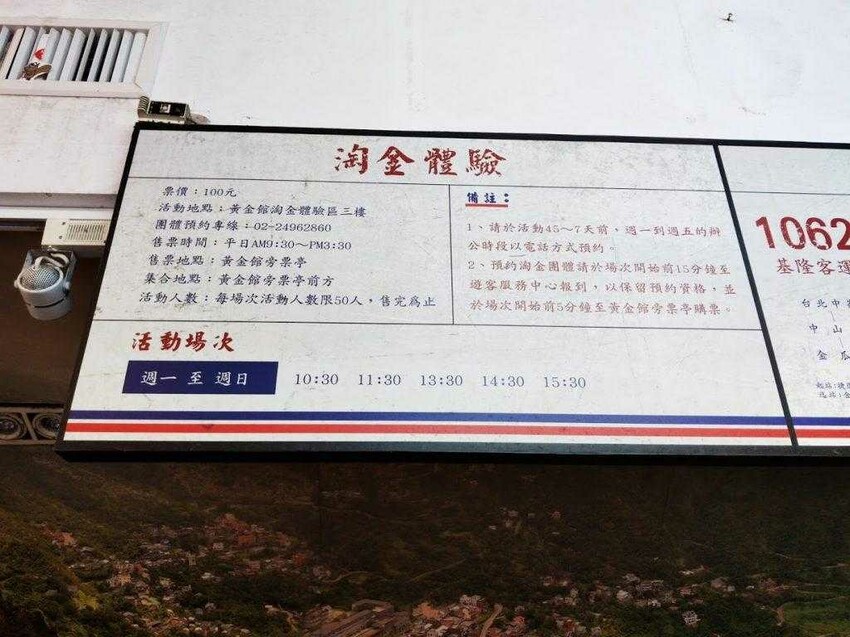 淘金體驗
票價：100元
活動地點：黃金館淘金體驗區三樓
團體預約專線：02-24962860
售票時間：平日AM9:30～PM3:30
售票地點：黃金館旁票亭
集合地點：黃金館旁票亭前方
活動人數：每場次活動人數限50人，售完為止
備註：
1、請於活動45～7天前，週一到週五的辦
公時段以電話方式預約。
2、預約淘金團體請於場次開始前15分鐘至
遊客服務中心報到，以保留預約資格，並
於場次開始前5分鐘至黃金館旁票亭購票。
活動場次
週一 至 週日 10:30 11:30 13:30 14:30 15:30
1062
基隆客運
台北中
中山
金瓜